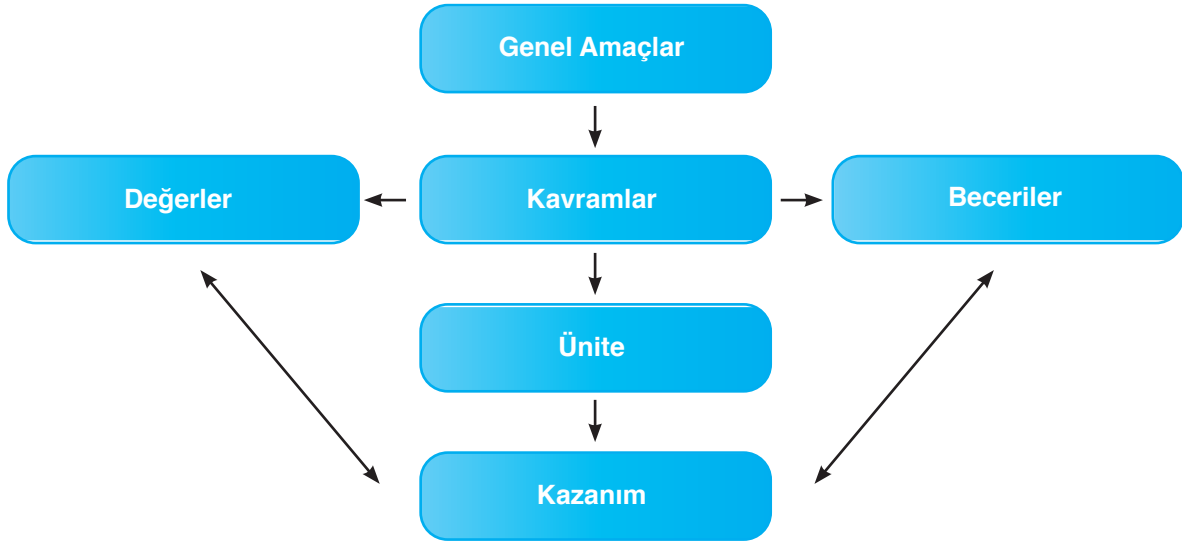 Genel Amaçlar
Değerler
Kavramlar
Beceriler
Ünite
Kazanım